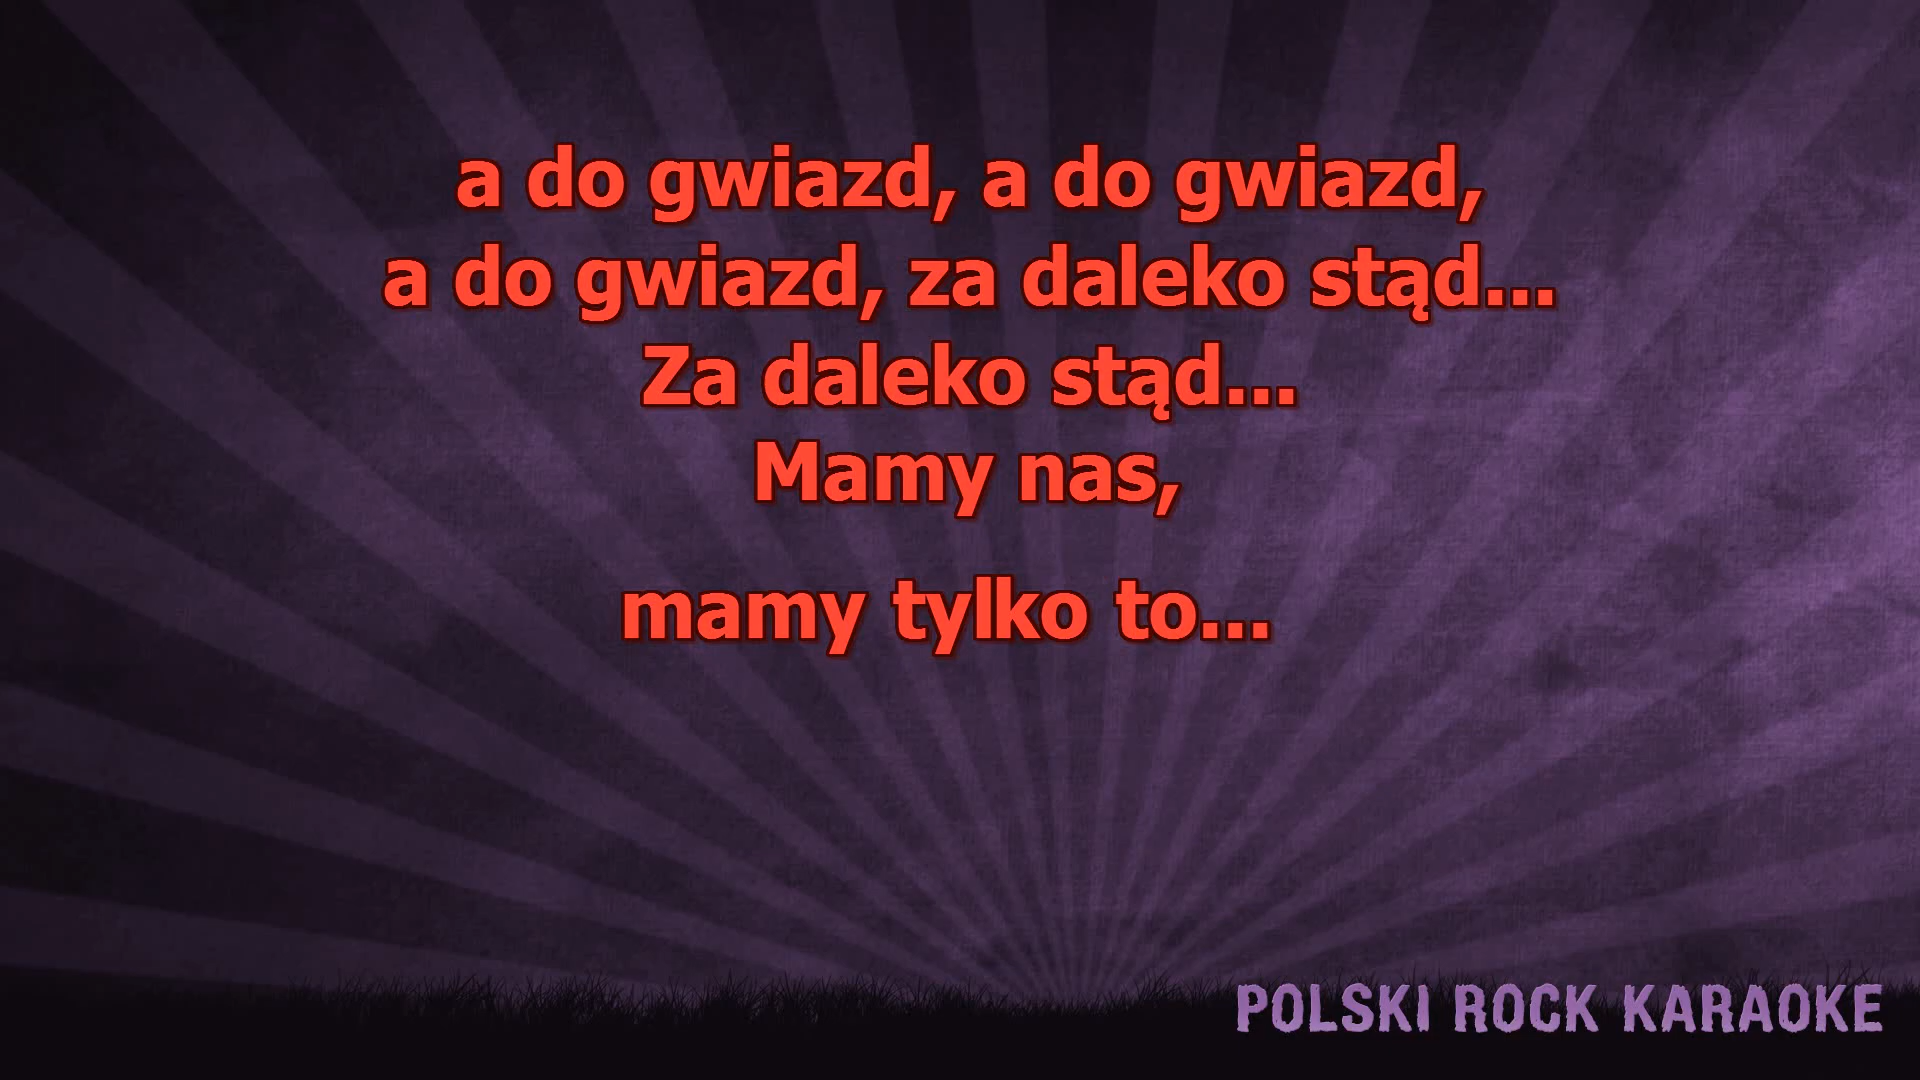 a do gwiazd, a do gwiazd,
a do gwiazd, za daleko stąd...
Za daleko stąd...
Mamy nas,
mamy tylko to...
POLSKI ROCK KARAOKE